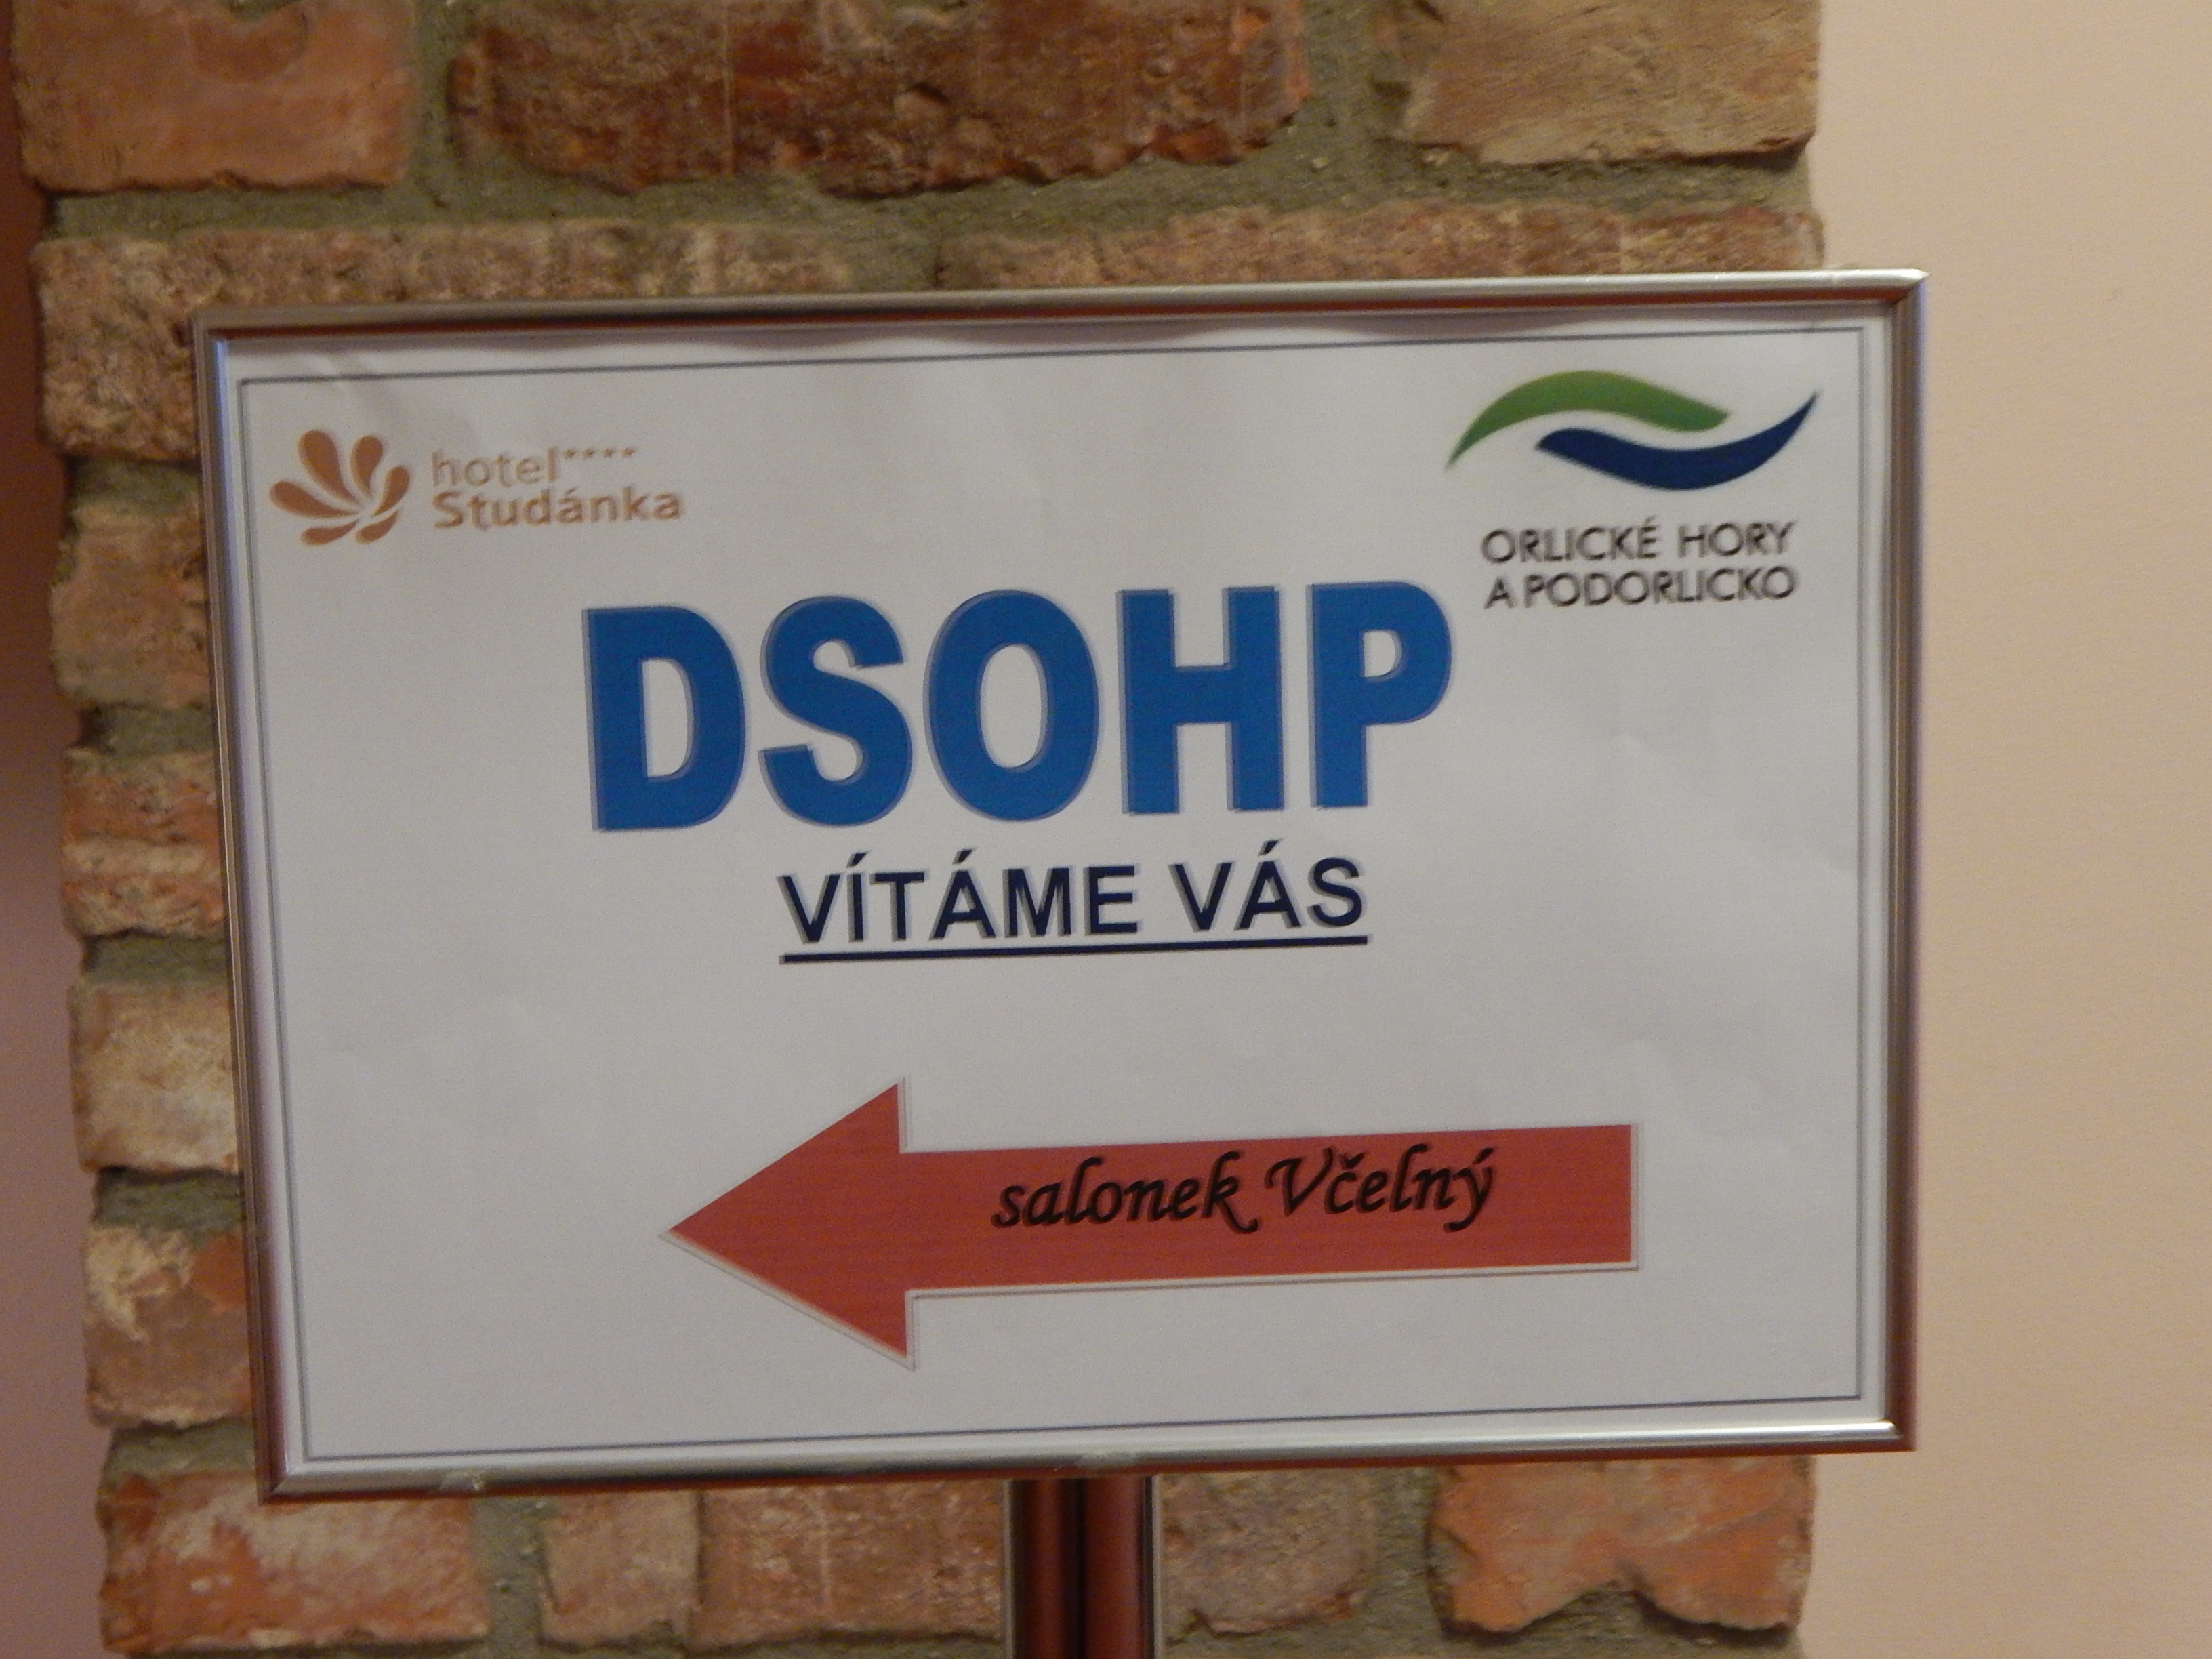 hotel****
Studánka
ORLICKÉ HORY
A PODORLICKO
DSOHP
VÍTÁME VÁS
salonek Včelný